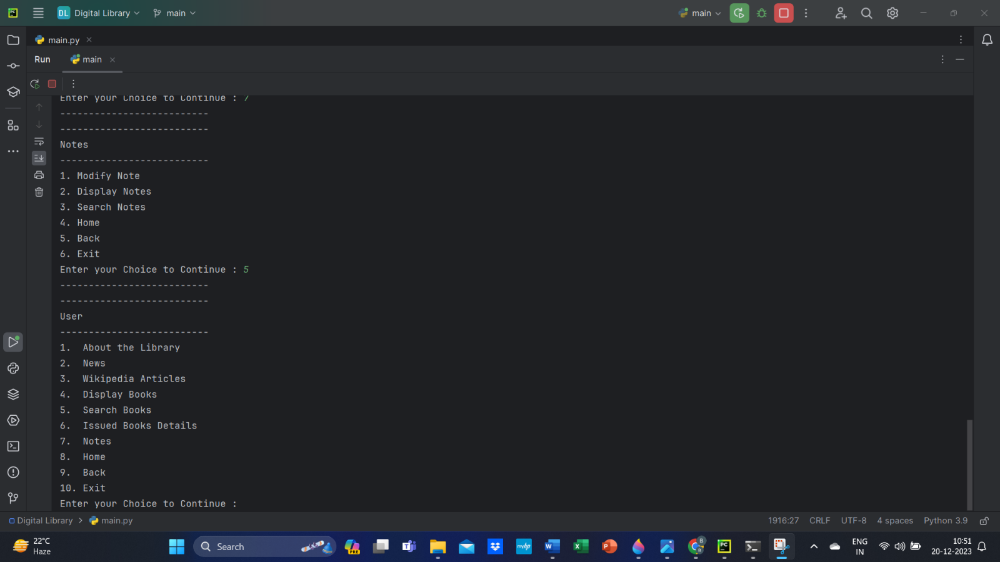 PC
DL Digital Library
main
main
main.py
Run
main
Enter your Choice to Continue : 7
--------------------------
--------------------------
Notes
--------------------------
1. Modify Note
2. Display Notes
3. Search Notes
4. Home
5. Back
6. Exit
Enter your Choice to Continue : 5
--------------------------
--------------------------
User
--------------------------
1.  About the Library
2.  News
3.  Wikipedia Articles
4.  Display Books
5.  Search Books
6.  Issued Books Details
7.  Notes
8.  Home
9.  Back
10. Exit
Enter your Choice to Continue :
Digital Library > main.py
1916:27 CRLF UTF-8 4 spaces Python 3.9
22°C
Haze
Search
PRE
myhp
PC
ENG
IN
10:51
20-12-2023